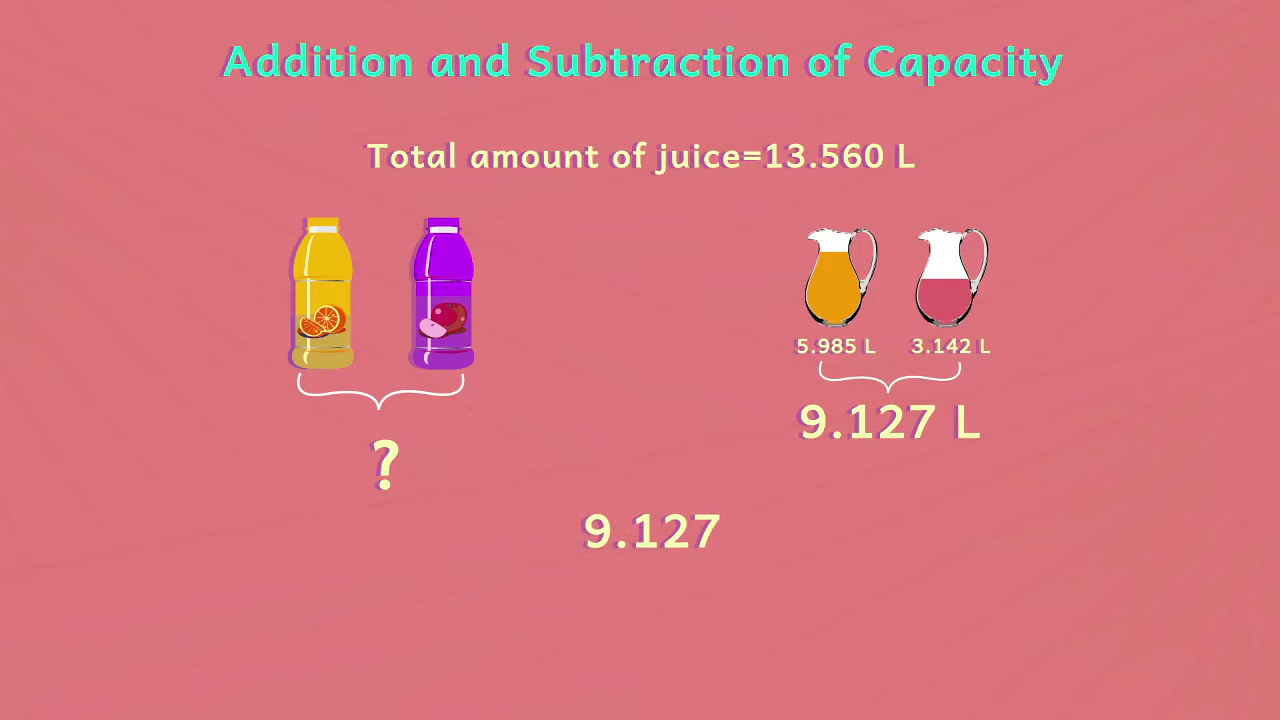 Addition and Subtraction of Capacity
Total amount of juice=13.560 L
5.985 L 3.142 L
9.127 L
?
9.127